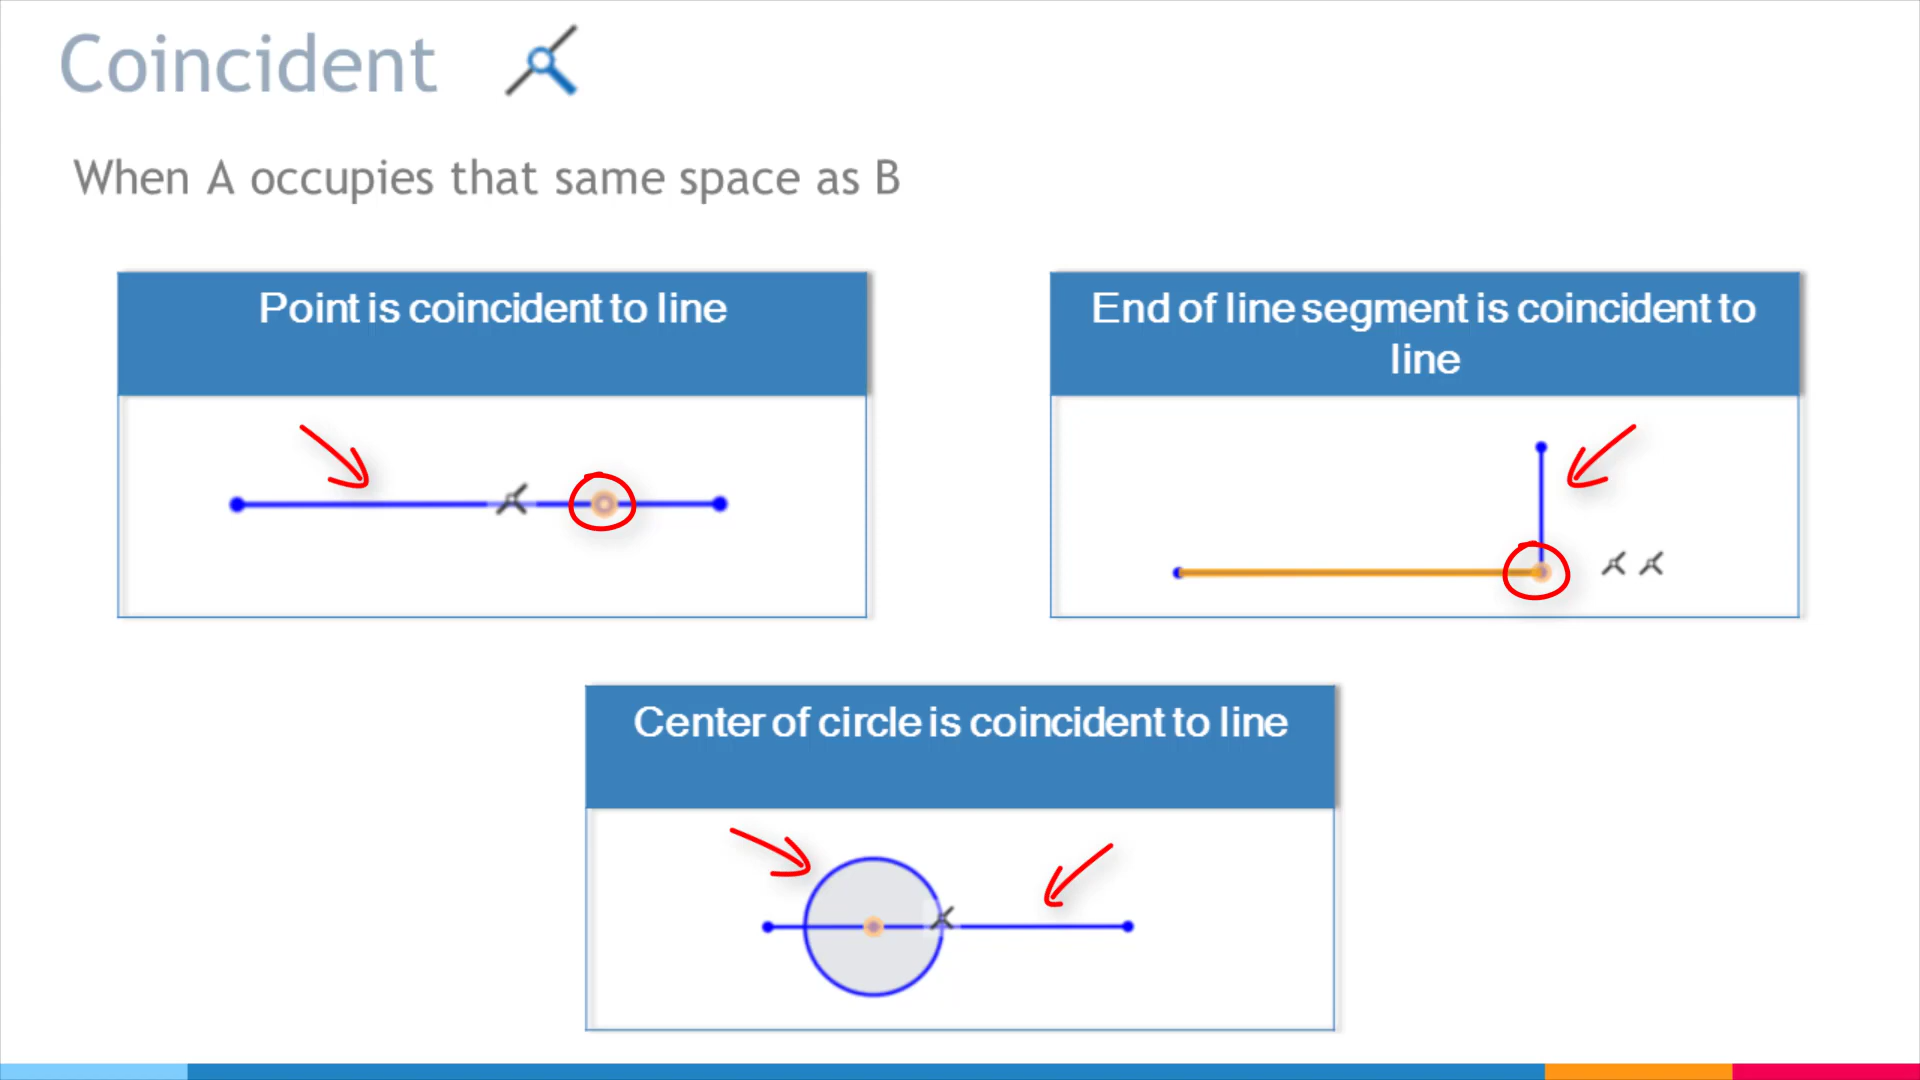 Coincident
When A occupies that same space as B
Point is coincident to line
End of line segment is coincident to
line
Center of circle is coincident to line